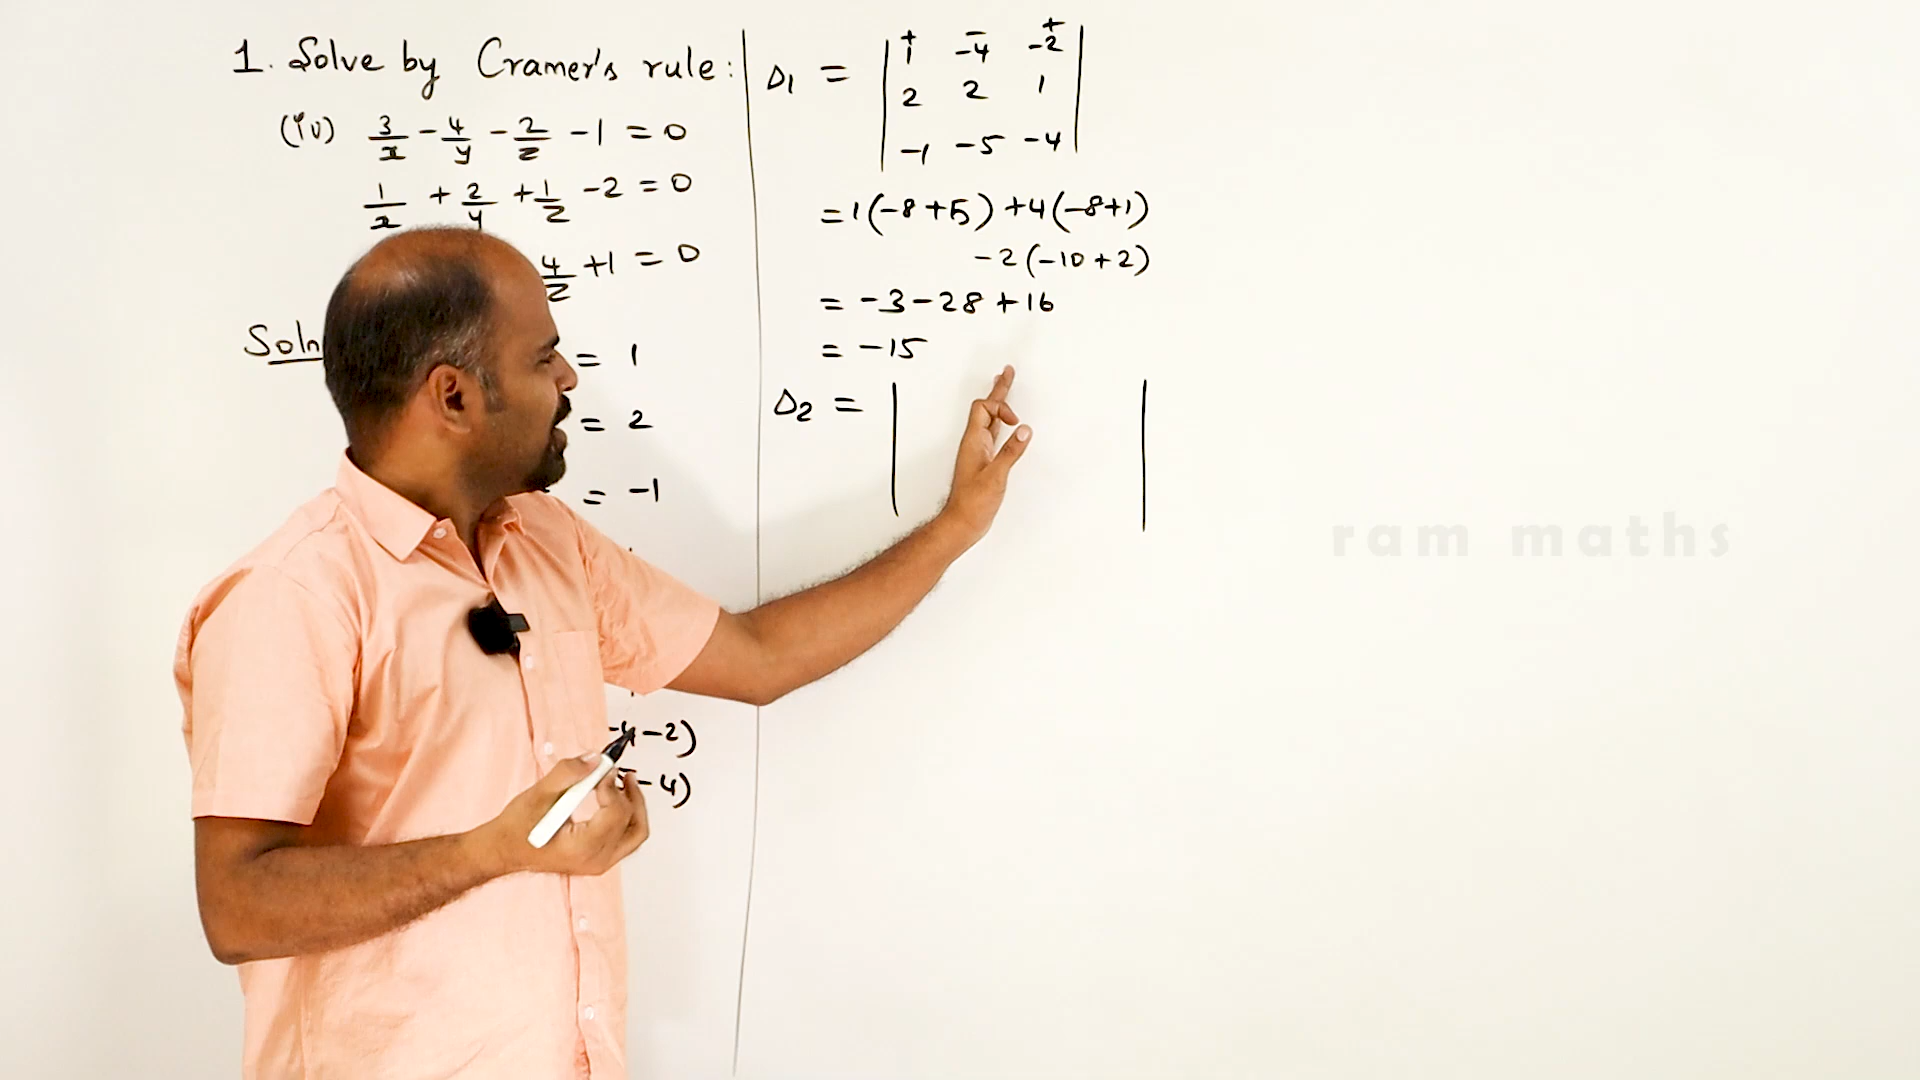 1. Solve by Cramer's rule:
(iv) 3/x - 4/y - 2/z - 1 = 0
1/x + 2/y + 1/z - 2 = 0
4/z + 1 = 0
Soln
= 1
= 2
= -1
-4 - 2)
5 - 4)
Δ1 = | 1 -4 -2 |
+ - +
2 2 1
-1 -5 -4
= 1(-8+5) +4(-8+1)
-2(-10+2)
= -3 - 28 + 16
= -15
Δ2 = | |
ram maths